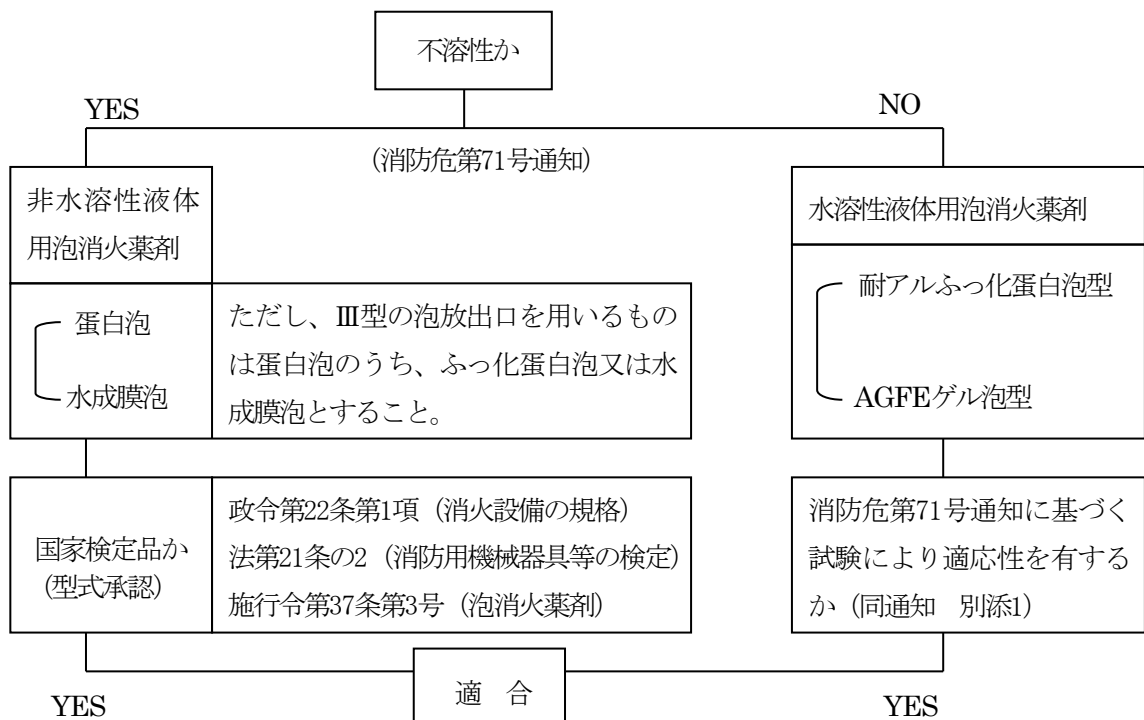 不溶性か
YES
NO
(消防危第71号通知)
非水溶性液体
用泡消火薬剤
水溶性液体用泡消火薬剤
蛋白泡
水成膜泡
ただし、Ⅲ型の泡放出口を用いるもの
は蛋白泡のうち、ふっ化蛋白泡又は水
成膜泡とすること。
耐アルふっ化蛋白泡型
AGFEゲル泡型
国家検定品か
(型式承認)
政令第22条第1項（消火設備の規格）
法第21条の2（消防用機械器具等の検定）
施行令第37条第3号（泡消火薬剤）
消防危第71号通知に基づく
試験により適応性を有する
か（同通知　別添1）
YES
適　合
YES